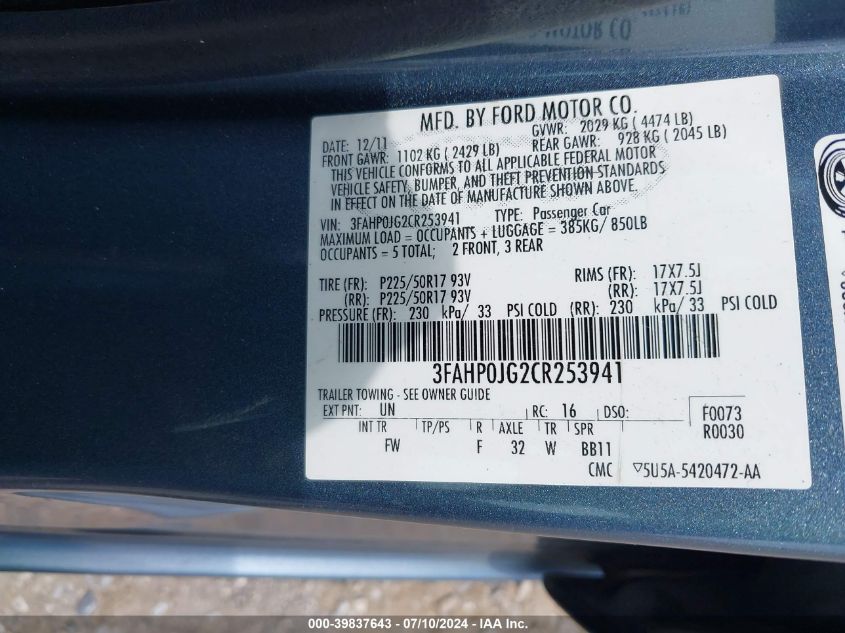 MFD. BY FORD MOTOR CO.
DATE: 12/11 GVWR: 2029 KG ( 4474 LB)
FRONT GAWR: 1102 KG ( 2429 LB) REAR GAWR: 928 KG ( 2045 LB)
THIS VEHICLE CONFORMS TO ALL APPLICABLE FEDERAL MOTOR
VEHICLE SAFETY, BUMPER, AND THEFT PREVENTION STANDARDS
IN EFFECT ON THE DATE OF MANUFACTURE SHOWN ABOVE.
VIN: 3FAHP0JG2CR253941 TYPE: Passenger Car
MAXIMUM LOAD = OCCUPANTS + LUGGAGE = 385KG/ 850LB
OCCUPANTS = 5 TOTAL; 2 FRONT, 3 REAR
TIRE (FR): P225/50R17 93V RIMS (FR): 17X7.5J
(RR): P225/50R17 93V (RR): 17X7.5J
PRESSURE (FR): 230 kPa/ 33 PSI COLD (RR): 230 kPa/ 33 PSI COLD
3FAHP0JG2CR253941
TRAILER TOWING - SEE OWNER GUIDE
EXT PNT: UN RC: 16 DSO: F0073
INT TR TP/PS R AXLE TR SPR R0030
FW F 32 W BB11
CMC ▽5U5A-5420472-AA
000-39837643 - 07/10/2024 - IAA Inc.